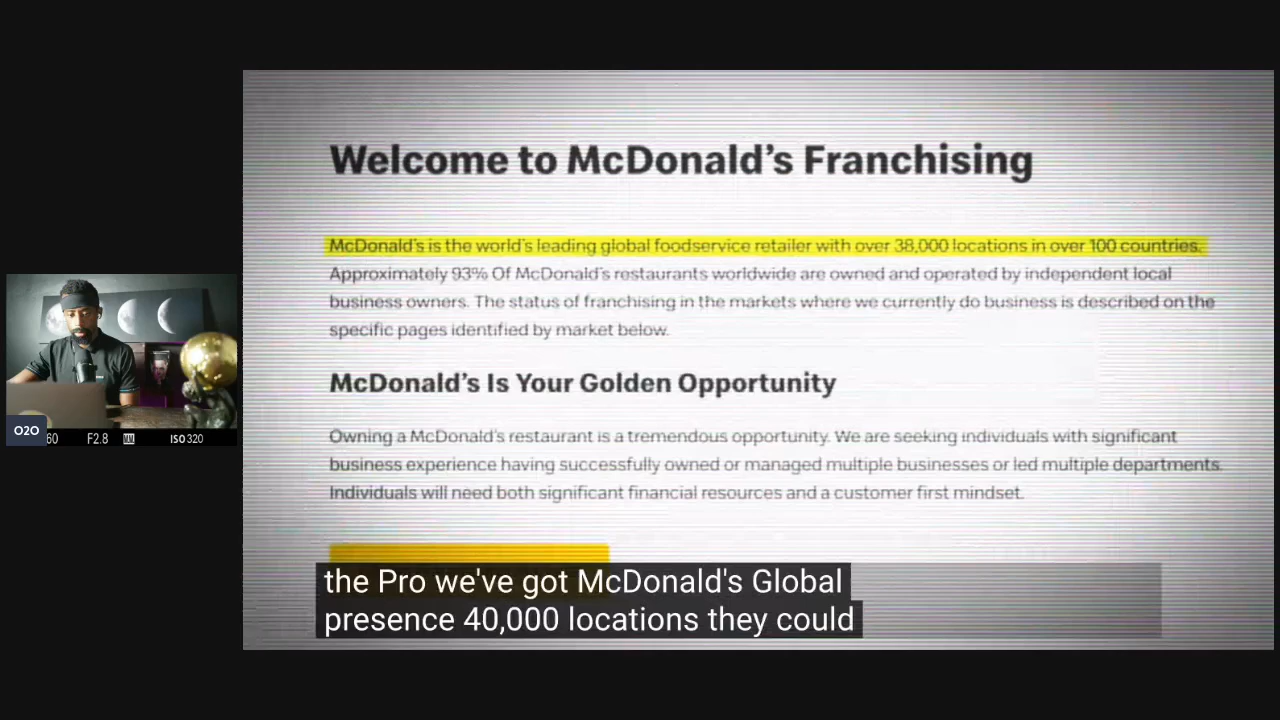 Welcome to McDonald's Franchising
McDonald's is the world's leading global foodservice retailer with over 38,000 locations in over 100 countries.
Approximately 93% Of McDonald's restaurants worldwide are owned and operated by independent local
business owners. The status of franchising in the markets where we currently do business is described on the
specific pages identified by market below.
McDonald's Is Your Golden Opportunity
Owning a McDonald's restaurant is a tremendous opportunity. We are seeking individuals with significant
business experience having successfully owned or managed multiple businesses or led multiple departments.
Individuals will need both significant financial resources and a customer first mindset.
O2O
60 F2.8 ISO 320
the Pro we've got McDonald's Global
presence 40,000 locations they could